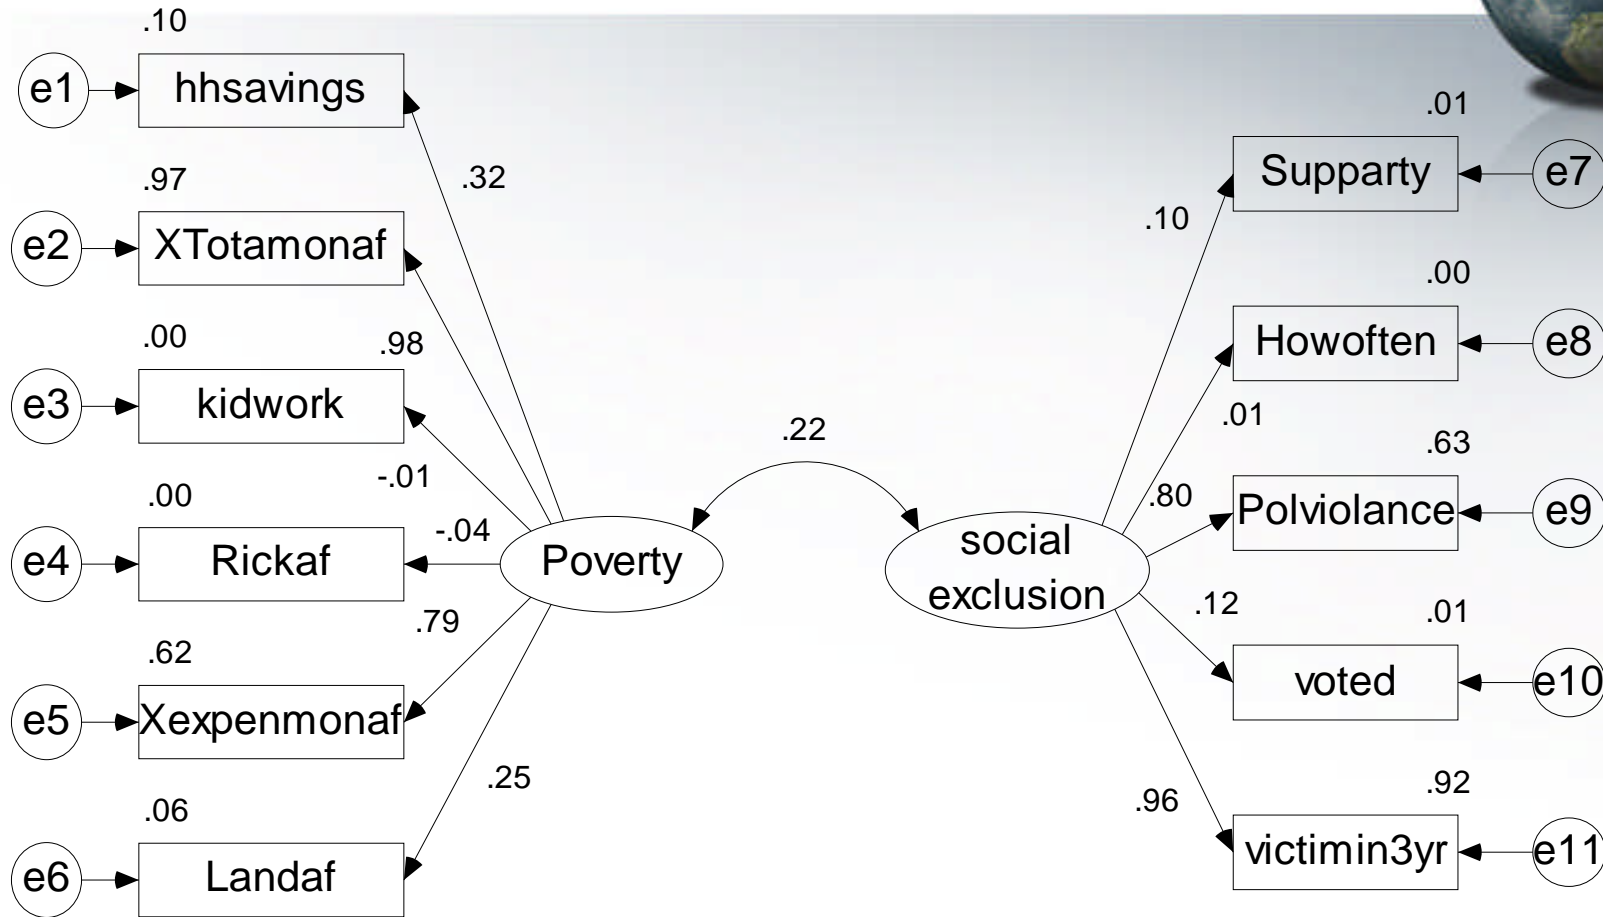 .10
e1
hhsavings
.32
.97
e2
XTotamonaf
.98
.00
e3
kidwork
-.01
.00
e4
Rickaf
-.04
.62
e5
Xexpenmonaf
.79
.06
e6
Landaf
.25
Poverty
.22
social
exclusion
.01
Supparty
e7
.10
.00
Howoften
e8
.01
.63
Polviolance
e9
.80
.01
voted
e10
.12
.92
victimin3yr
e11
.96